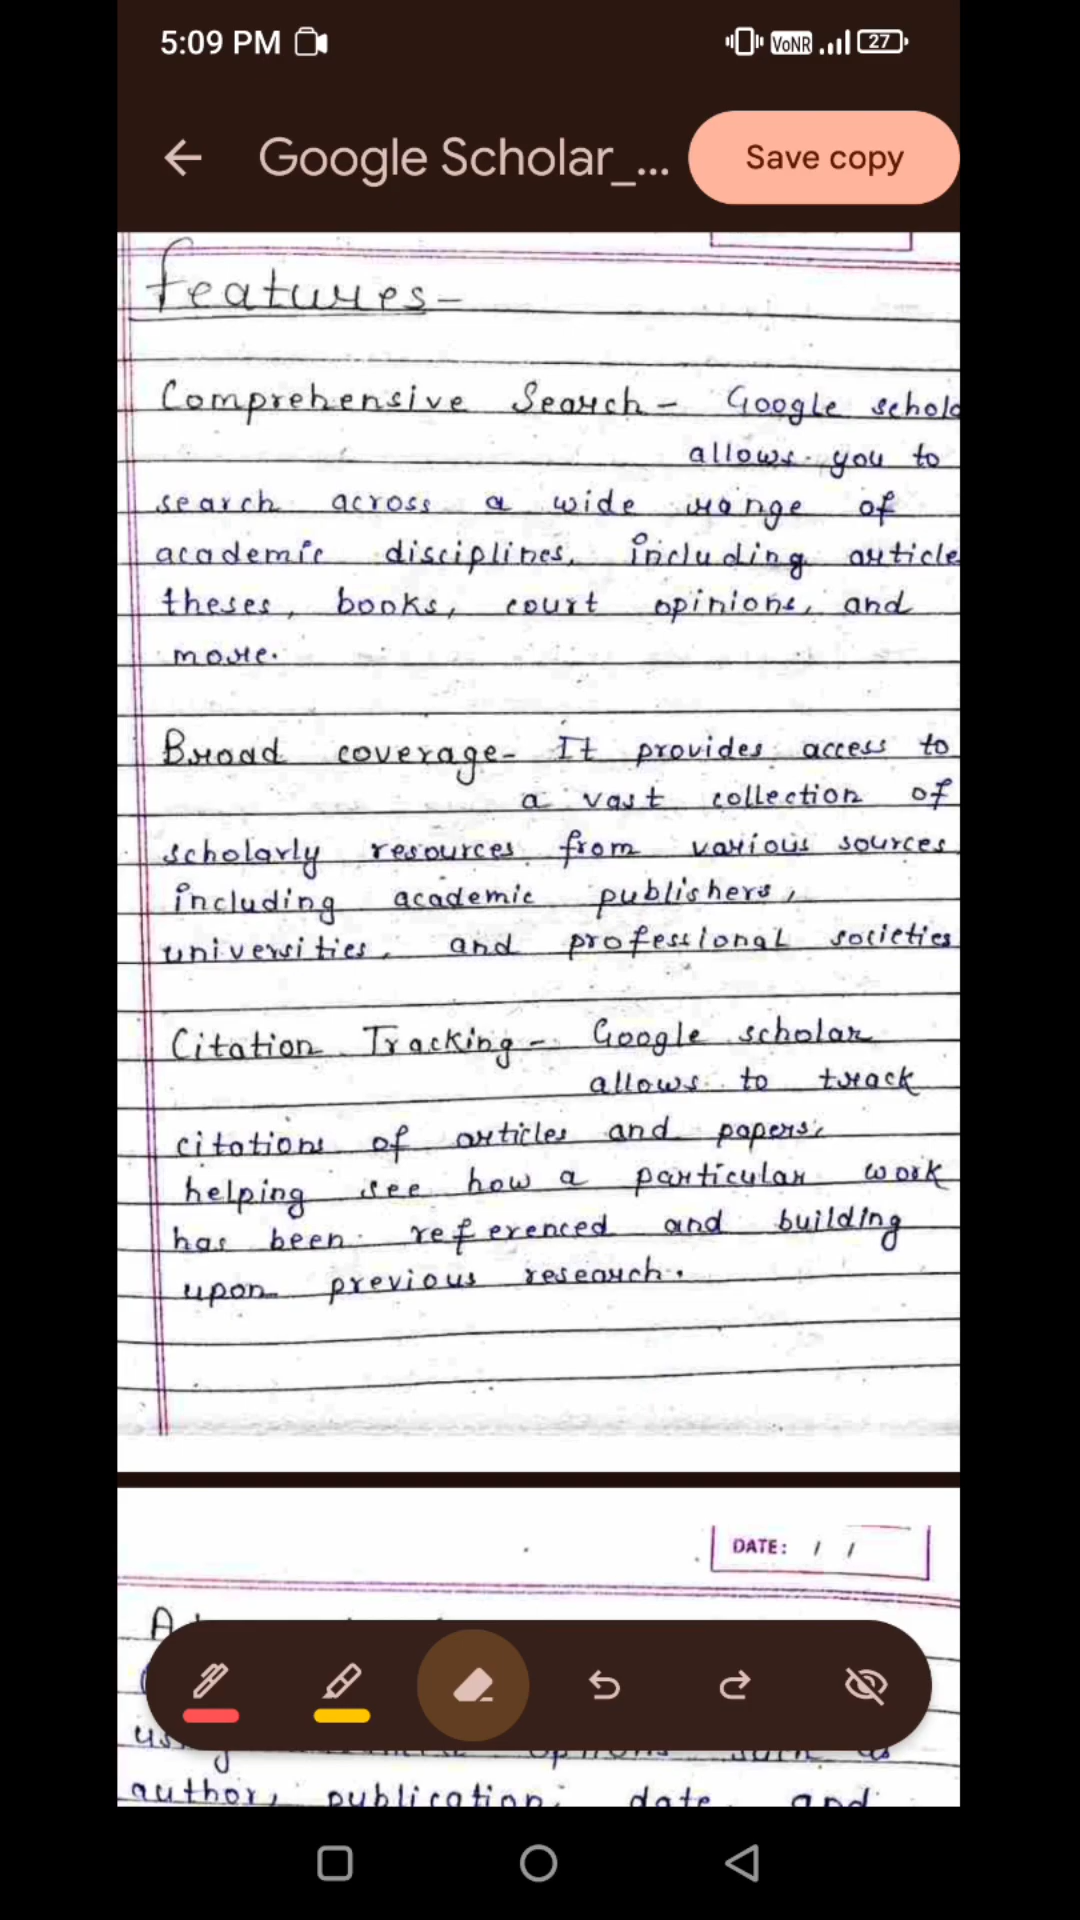 5:09 PM
VoNR
27
Google Scholar_...
Save copy
Features-
Comprehensive Search - Google schola
allows you to
search across a wide range of
academic disciplines, including article
theses, books, court opinions, and
more.
Broad coverage- It provides access to
a vast collection of
scholarly resources from various sources
including academic publishers,
universities, and professional societies
Citation Tracking- Google scholar
allows to track
citations of articles and papers,
helping see how a particular work
has been referenced and building
upon previous research.
DATE: / /
author, publication, date, and